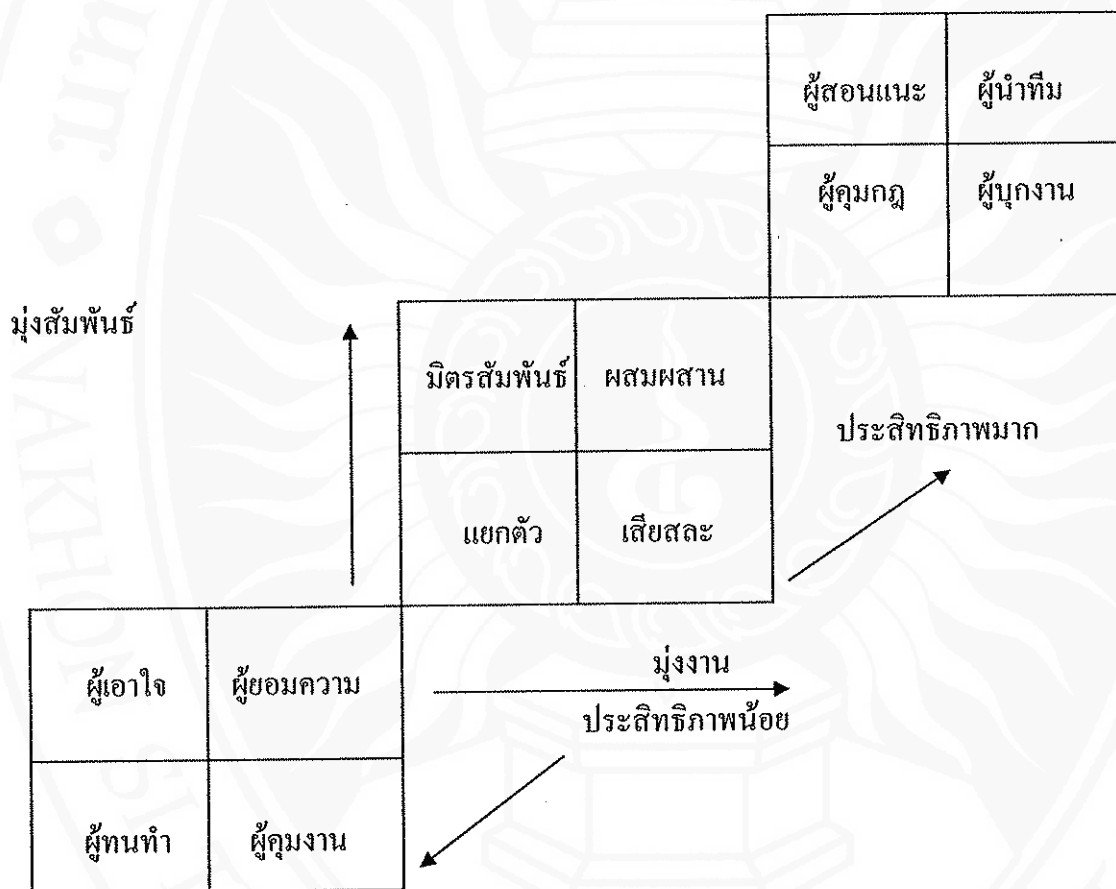 ผู้สอนแนะ ผู้นำทีม
ผู้คุมกฎ ผู้บุกงาน
มุ่งสัมพันธ์
มิตรสัมพันธ์ ผสมผสาน
ประสิทธิภาพมาก
แยกตัว เสียสละ
ผู้เอาใจ ผู้ยอมความ
มุ่งงาน
ประสิทธิภาพน้อย
ผู้ทนทำ ผู้คุมงาน
NAKHON